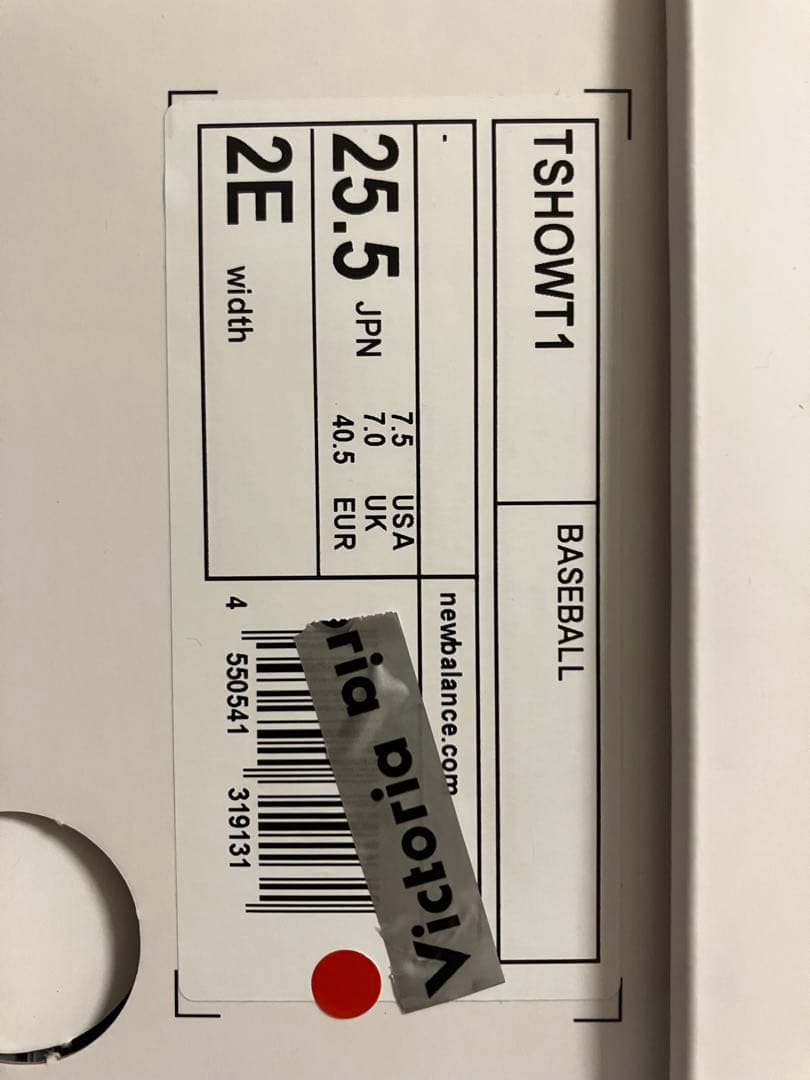 TSHOWT1
BASEBALL
-
newbalance.com
25.5 JPN
7.5 USA
7.0 UK
40.5 EUR
2E width
4 550541 319131
Victoria
ria